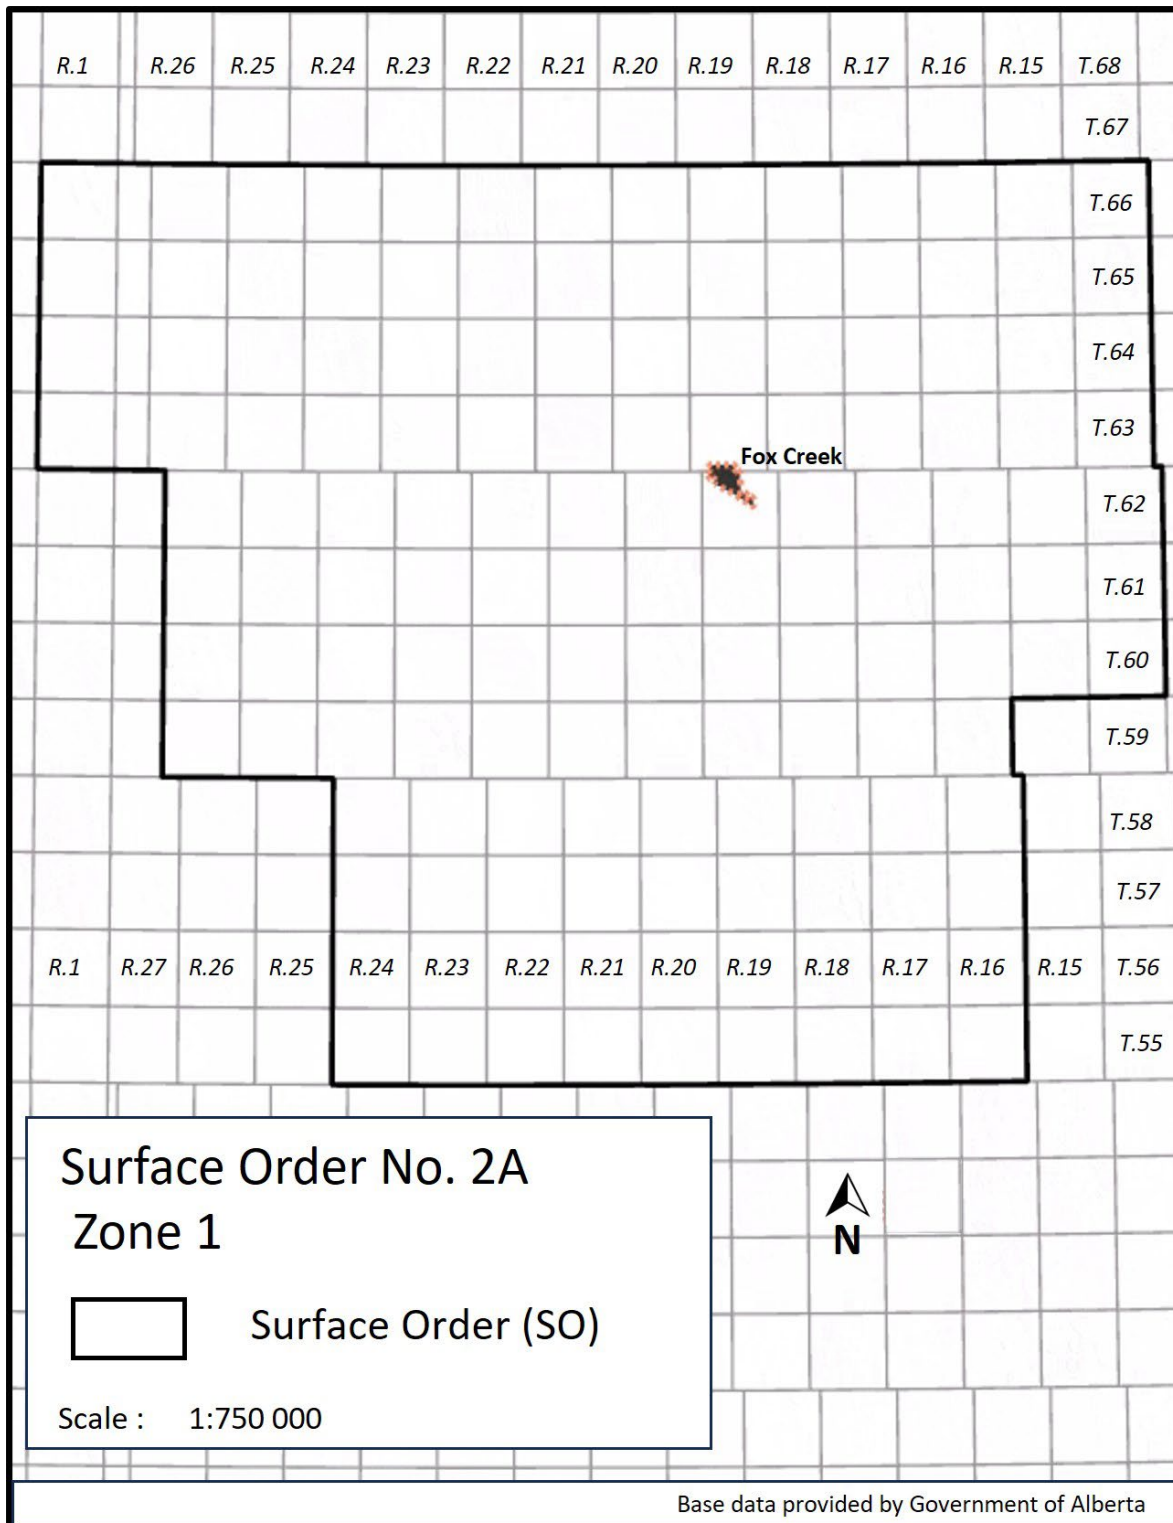 R.1 R.26 R.25 R.24 R.23 R.22 R.21 R.20 R.19 R.18 R.17 R.16 R.15 T.68
T.67
T.66
T.65
T.64
T.63
Fox Creek
T.62
T.61
T.60
T.59
T.58
T.57
R.1 R.27 R.26 R.25 R.24 R.23 R.22 R.21 R.20 R.19 R.18 R.17 R.16 R.15 T.56
T.55
Surface Order No. 2A
Zone 1
Surface Order (SO)
Scale : 1:750 000
N
Base data provided by Government of Alberta